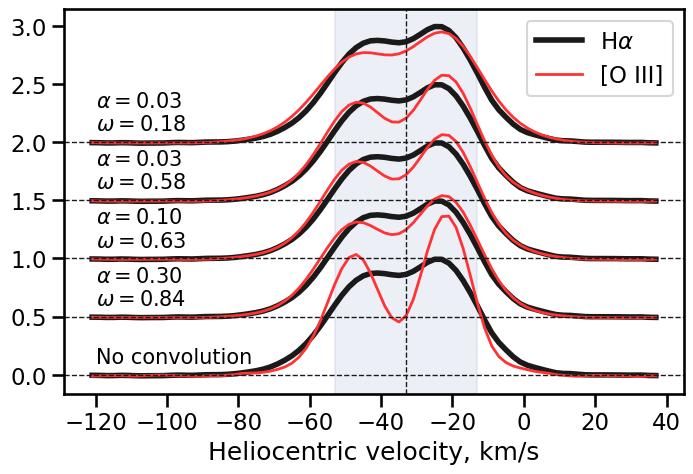 3.0
2.5
2.0
1.5
1.0
0.5
0.0
Hα
[O III]
α = 0.03
ω = 0.18
α = 0.03
ω = 0.58
α = 0.10
ω = 0.63
α = 0.30
ω = 0.84
No convolution
−120 −100 −80 −60 −40 −20 0 20 40
Heliocentric velocity, km/s